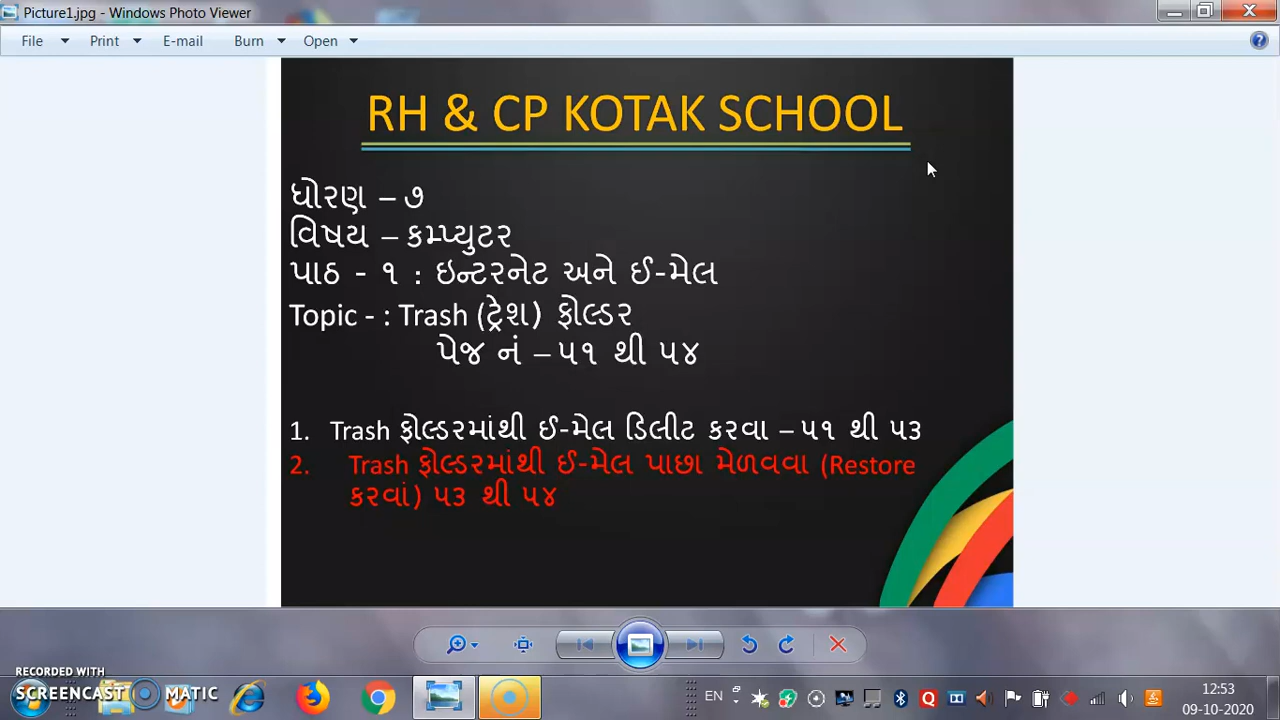 Picture1.jpg - Windows Photo Viewer
File Print E-mail Burn Open
RH & CP KOTAK SCHOOL
ધોરણ – ૭
વિષય – કમ્પ્યુટર
પાઠ - ૧ : ઇન્ટરનેટ અને ઈ-મેલ
Topic - : Trash (ટ્રેશ) ફોલ્ડર
પેજ નં – ૫૧ થી ૫૪
1. Trash ફોલ્ડરમાંથી ઈ-મેલ ડિલીટ કરવા – ૫૧ થી ૫૩
2. Trash ફોલ્ડરમાંથી ઈ-મેલ પાછા મેળવવા (Restore
કરવાં) ૫૩ થી ૫૪
RECORDED WITH
SCREENCAST MATIC
EN
12:53
09-10-2020